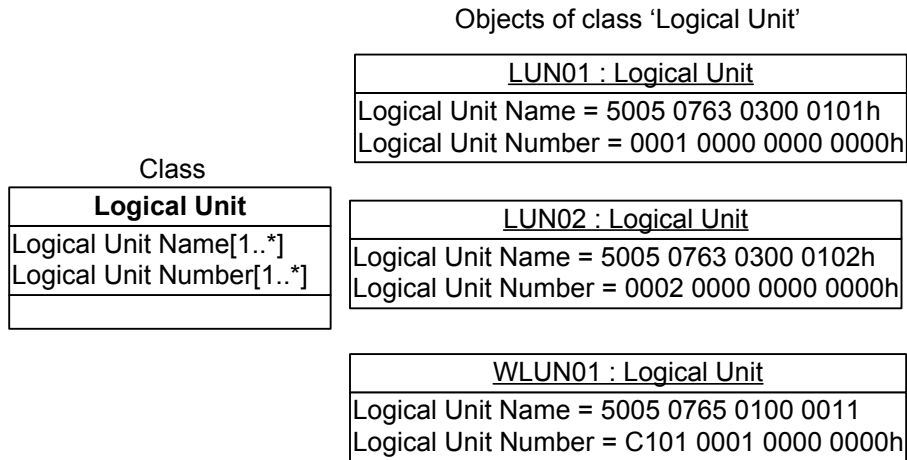 Objects of class ‘Logical Unit’
LUN01 : Logical Unit
Logical Unit Name = 5005 0763 0300 0101h
Logical Unit Number = 0001 0000 0000 0000h
Class
Logical Unit
Logical Unit Name[1..*]
Logical Unit Number[1..*]
LUN02 : Logical Unit
Logical Unit Name = 5005 0763 0300 0102h
Logical Unit Number = 0002 0000 0000 0000h
WLUN01 : Logical Unit
Logical Unit Name = 5005 0765 0100 0011
Logical Unit Number = C101 0001 0000 0000h